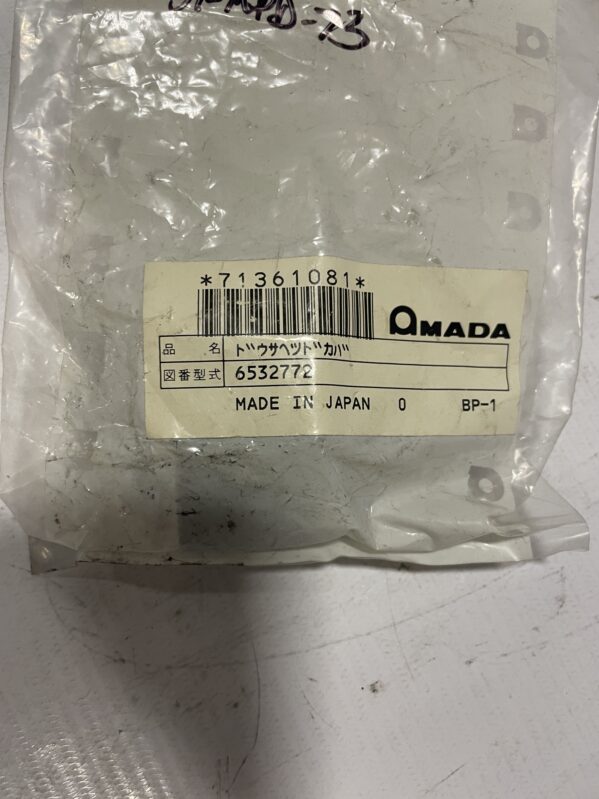 *71361081*
AMADA
品名 ドウサヘツドカバ
図番型式 6532772
MADE IN JAPAN 0 BP-1